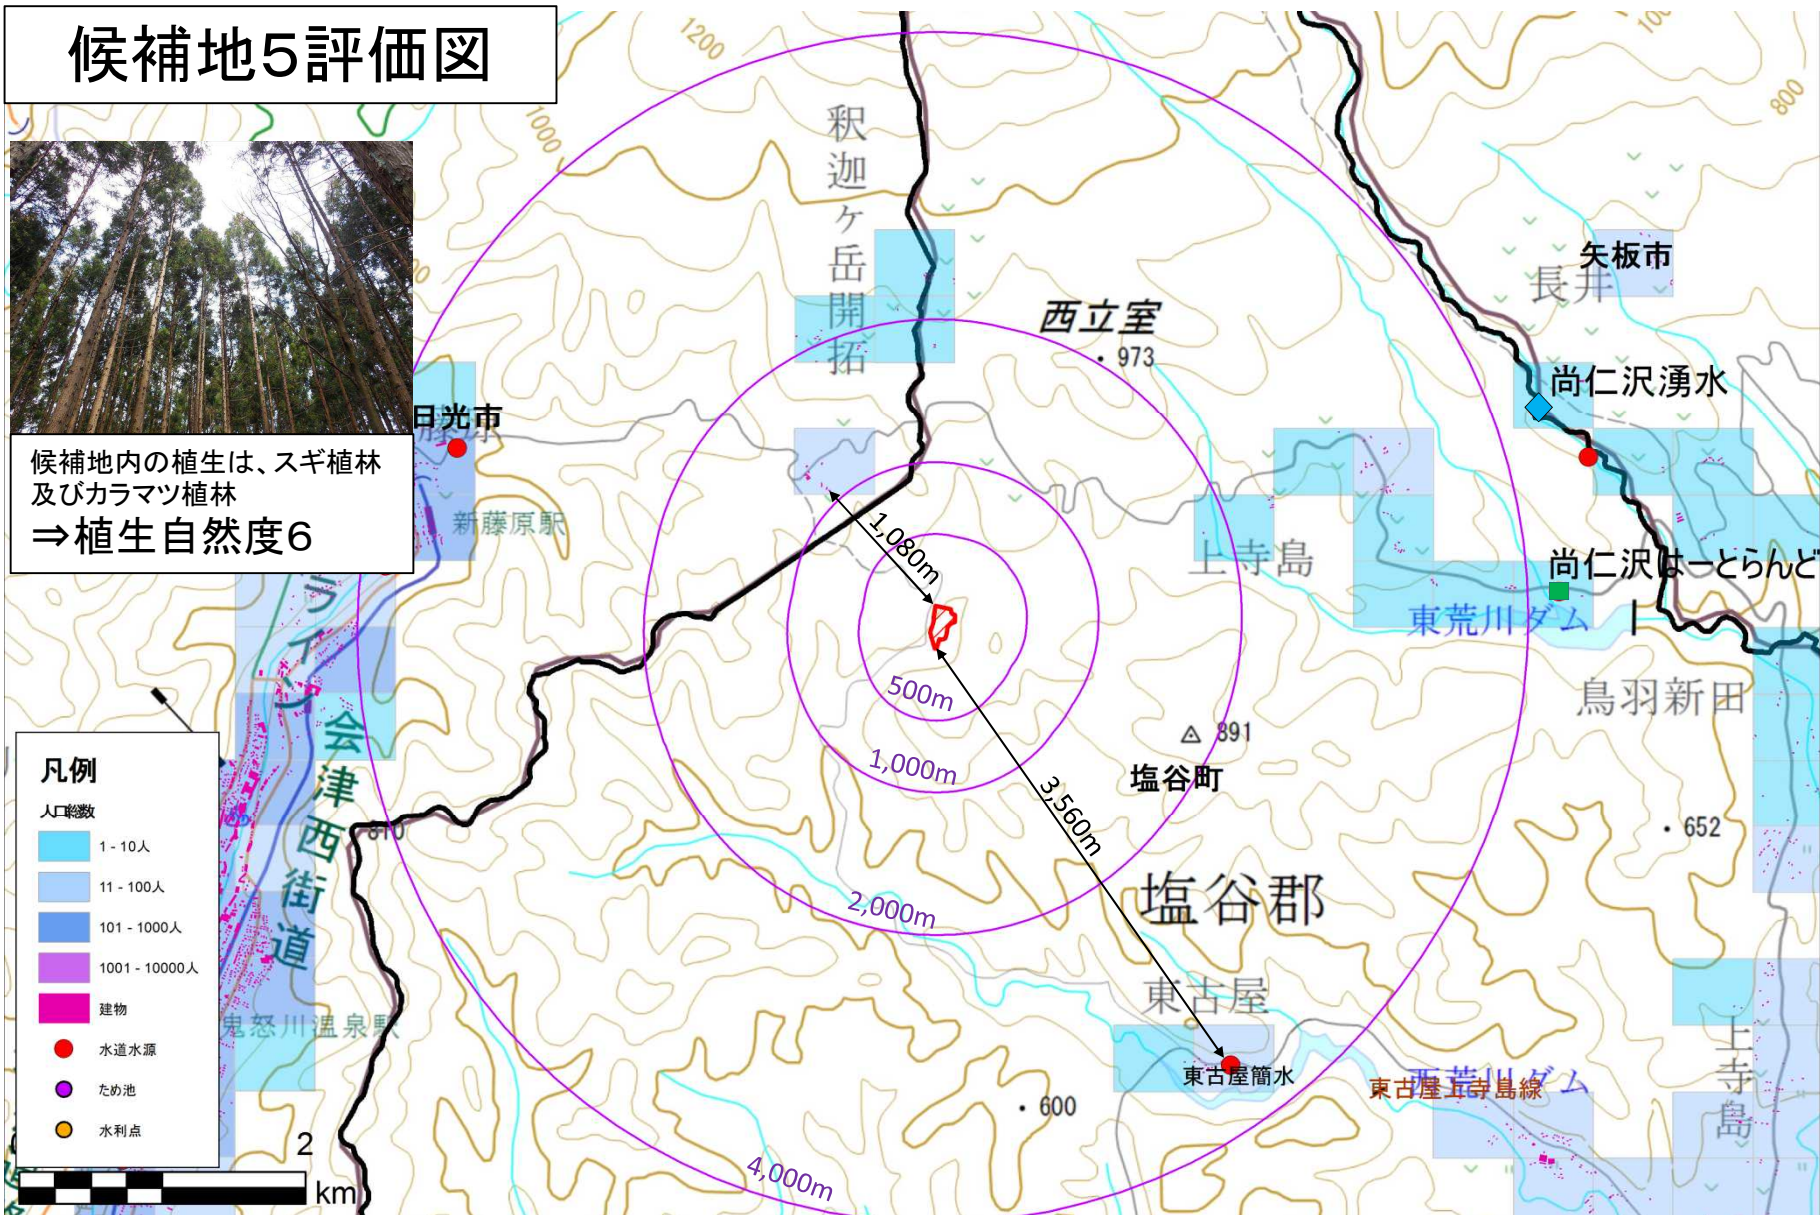 候補地5評価図
1200
1000
800
釈迦ヶ岳開拓
西立室
973
矢板市
長井
尚仁沢湧水
日光市
藤原
候補地内の植生は、スギ植林
及びカラマツ植林
⇒植生自然度6
新藤原駅
1,080m
上寺島
尚仁沢はーとらんど
東荒川ダム
ライン
500m
鳥羽新田
891
1,000m
塩谷町
3,560m
会津西街道
810
652
2,000m
塩谷郡
凡例
人口総数
1 - 10人
11 - 100人
101 - 1000人
1001 - 10000人
建物
水道水源
ため池
水利点
鬼怒川温泉駅
東古屋
東古屋簡水
西荒川ダム
東古屋上寺島線
上寺島
600
4,000m
2
km